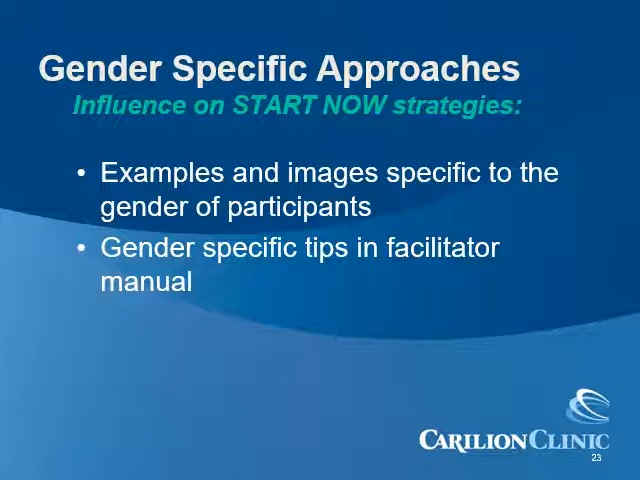 Gender Specific Approaches
Influence on START NOW strategies:
• Examples and images specific to the
gender of participants
• Gender specific tips in facilitator
manual
CARILION CLINIC
23